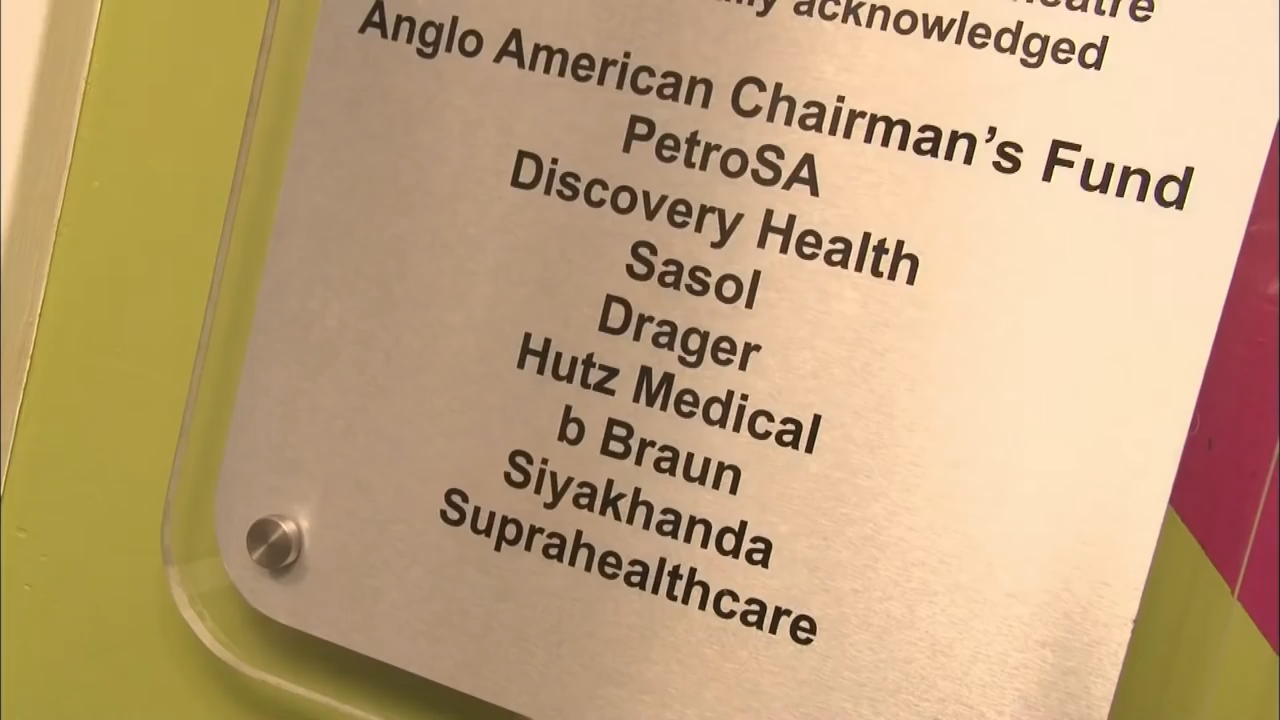 acknowledged
Anglo American Chairman's Fund
PetroSA
Discovery Health
Sasol
Drager
Hutz Medical
b Braun
Siyakhanda
Suprahealthcare